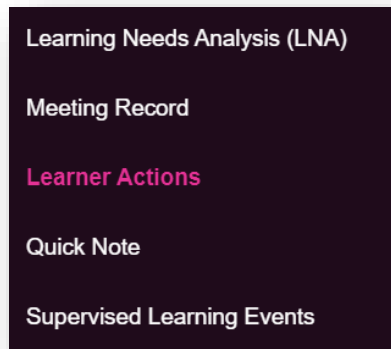 Learning Needs Analysis (LNA)
Meeting Record
Learner Actions
Quick Note
Supervised Learning Events